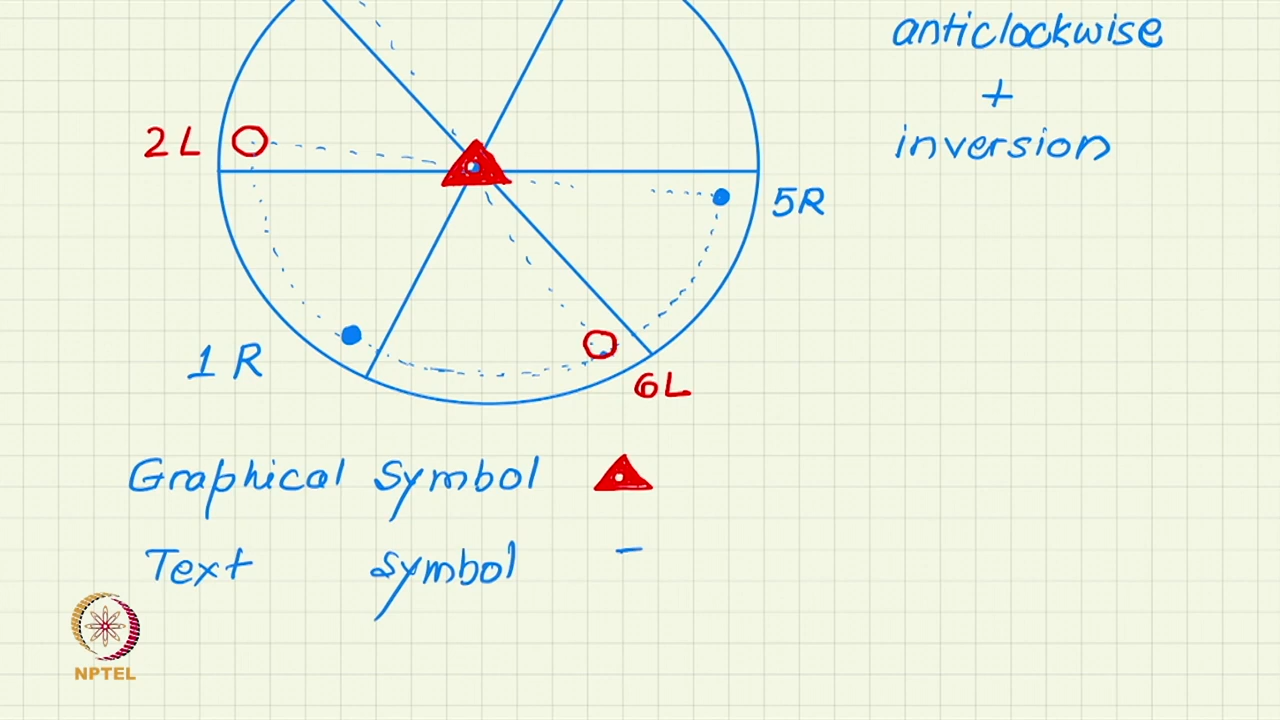 anticlockwise
+
inversion
2L
5R
1R
6L
Graphical Symbol
Text Symbol -
NPTEL